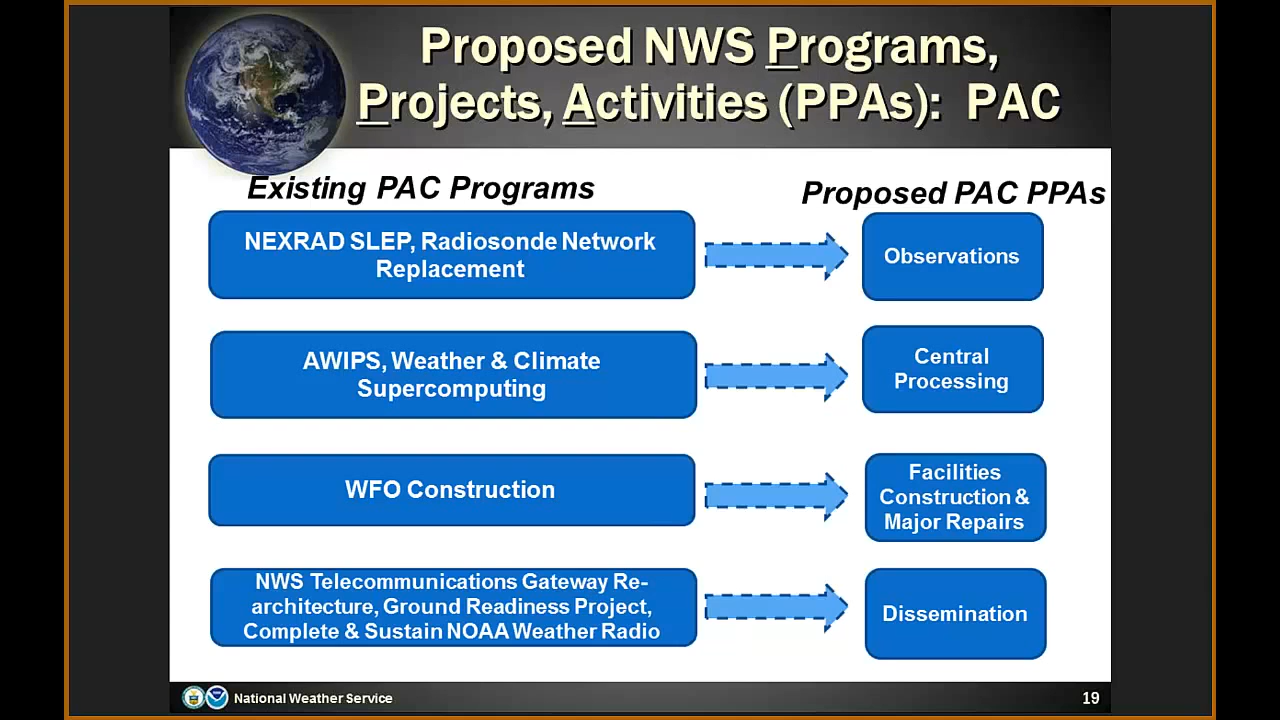 Proposed NWS Programs,
Projects, Activities (PPAs): PAC
Existing PAC Programs
Proposed PAC PPAs
NEXRAD SLEP, Radiosonde Network
Replacement
Observations
AWIPS, Weather & Climate
Supercomputing
Central
Processing
WFO Construction
Facilities
Construction &
Major Repairs
NWS Telecommunications Gateway Re-
architecture, Ground Readiness Project,
Complete & Sustain NOAA Weather Radio
Dissemination
National Weather Service
19